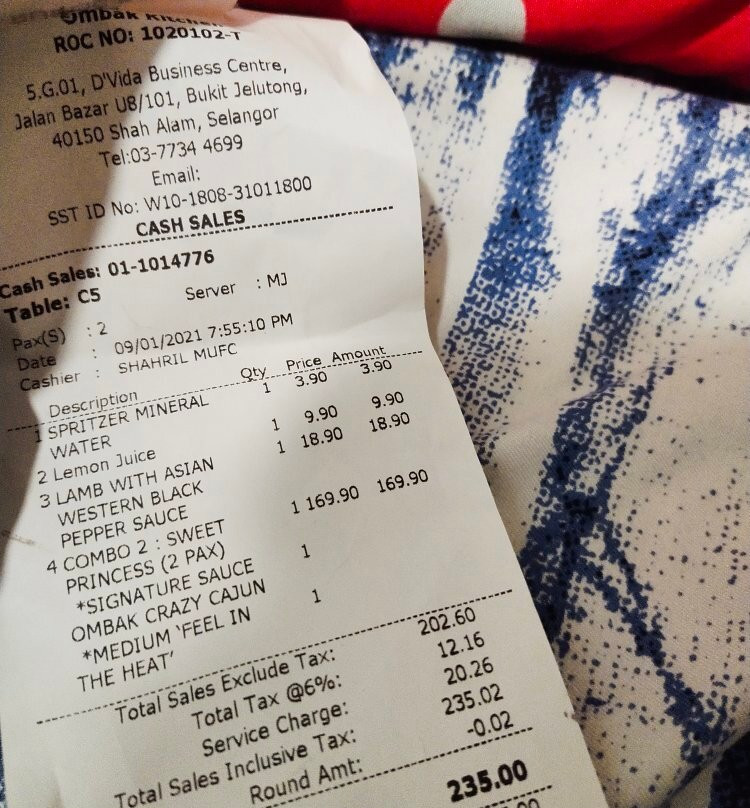 Ombak Kitchen
ROC NO: 1020102-T
5.G.01, D'Vida Business Centre,
Jalan Bazar U8/101, Bukit Jelutong,
40150 Shah Alam, Selangor
Tel:03-7734 4699
Email:
SST ID No: W10-1808-31011800
CASH SALES
Cash Sales: 01-1014776
Table: C5 Server : MJ
Pax(S) : 2
Date : 09/01/2021 7:55:10 PM
Cashier : SHAHRIL MUFC
Description Qty Price Amount
1 SPRITZER MINERAL 1 3.90 3.90
WATER
2 Lemon Juice 1 9.90 9.90
3 LAMB WITH ASIAN 1 18.90 18.90
WESTERN BLACK
PEPPER SAUCE
4 COMBO 2 : SWEET 1 169.90 169.90
PRINCESS (2 PAX)
*SIGNATURE SAUCE 1
OMBAK CRAZY CAJUN
*MEDIUM 'FEEL IN 1
THE HEAT'
Total Sales Exclude Tax: 202.60
Total Tax @6%: 12.16
Service Charge: 20.26
Total Sales Inclusive Tax: 235.02
Round Amt: -0.02
235.00